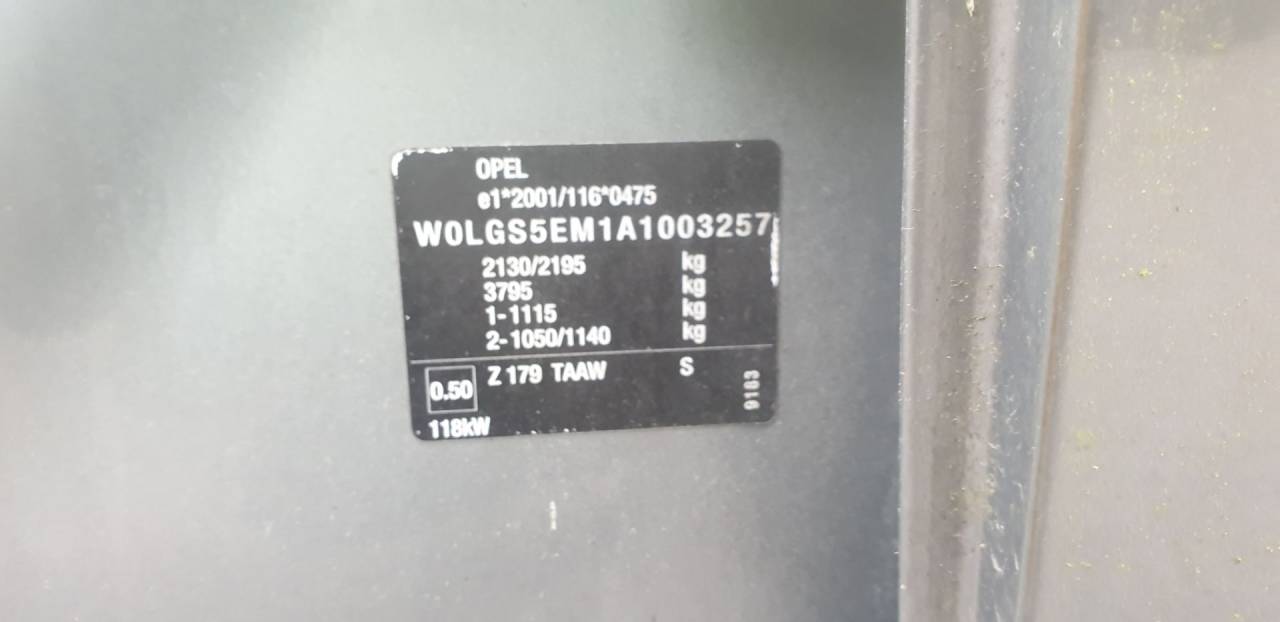 OPEL
e1*2001/116*0475
W0LGS5EM1A1003257
2130/2195 kg
3795 kg
1-1115 kg
2-1050/1140 kg
0.50 Z 179 TAAW S
9183
118kW